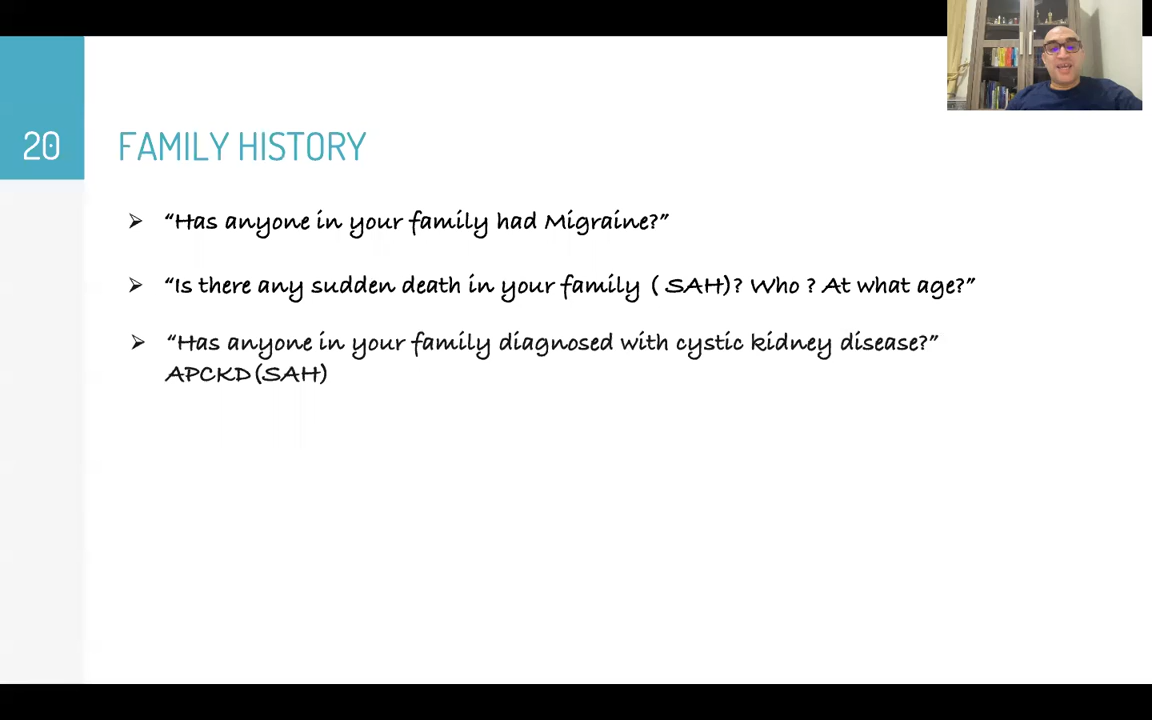 20
FAMILY HISTORY
➢ “Has anyone in your family had Migraine?”
➢ “Is there any sudden death in your family ( SAH)? Who ? At what age?”
➢ “Has anyone in your family diagnosed with cystic kidney disease?”
APCKD(SAH)